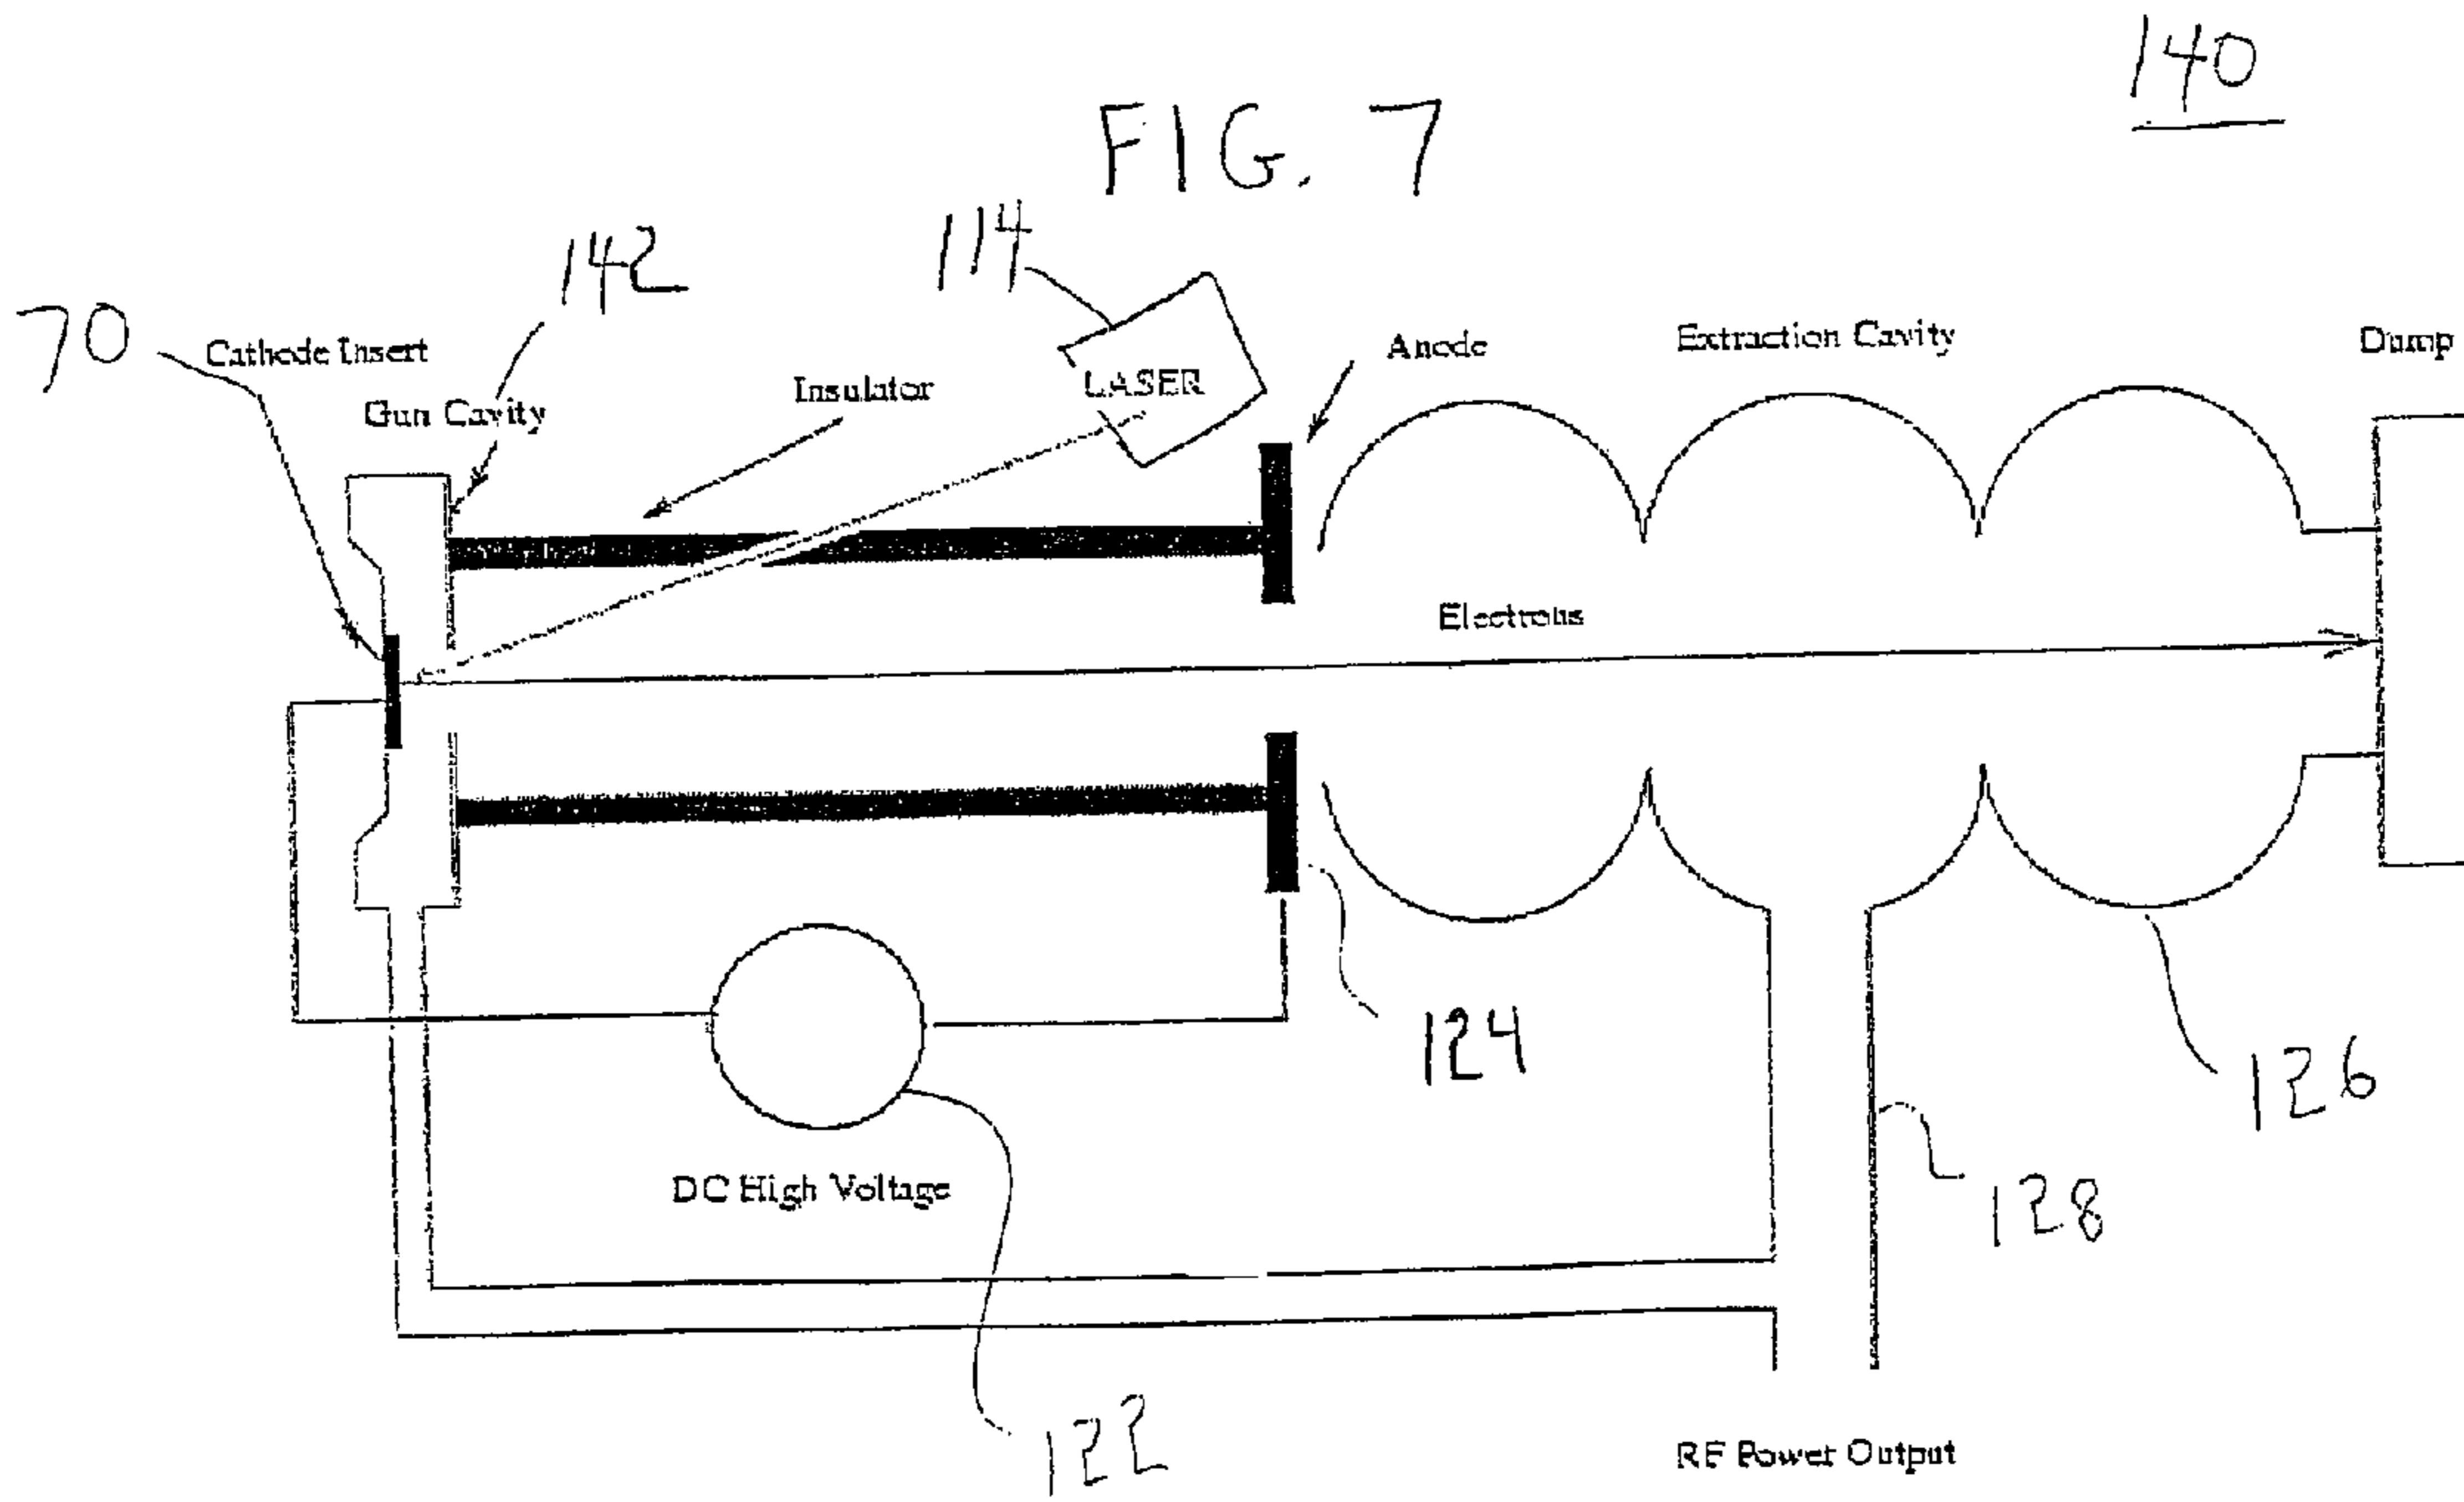 140
FIG. 7
142
114
70
Cathode Insert
Gun Cavity
Insulator
LASER
Anode
Extraction Cavity
Dump
Electrons
124
126
128
DC High Voltage
122
RF Power Output